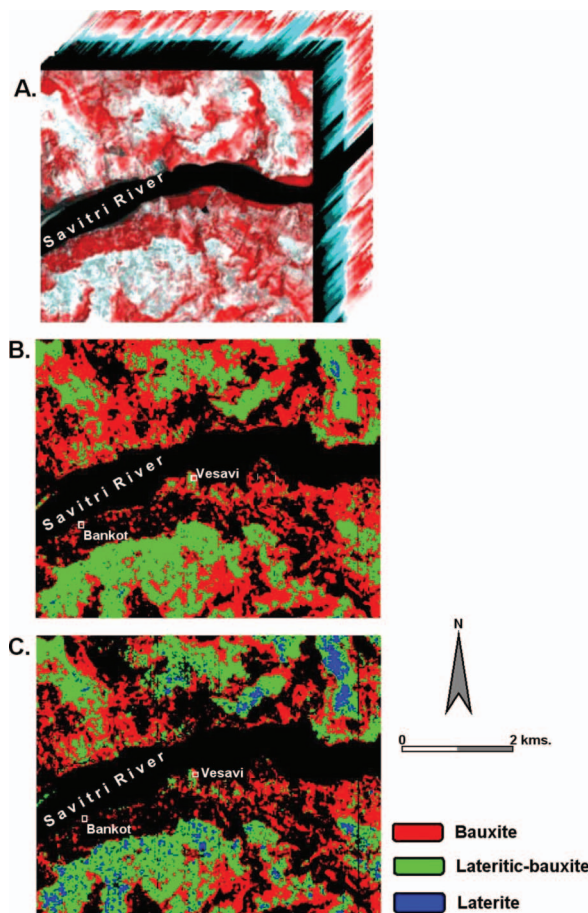 A.
Savitri River
B.
Vesavi
Savitri River
Bankot
C.
Vesavi
Savitri River
Bankot
N
0 2 kms.
Bauxite
Lateritic-bauxite
Laterite